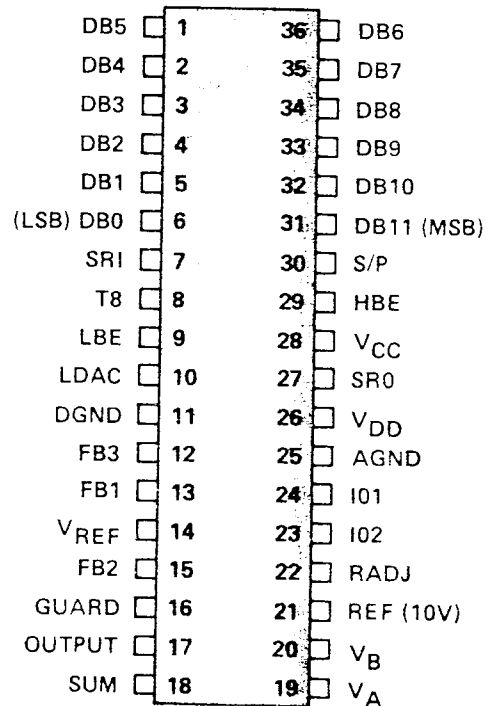 DB5 1 36 DB6
DB4 2 35 DB7
DB3 3 34 DB8
DB2 4 33 DB9
DB1 5 32 DB10
(LSB) DB0 6 31 DB11 (MSB)
SRI 7 30 S/P
T8 8 29 HBE
LBE 9 28 VCC
LDAC 10 27 SR0
DGND 11 26 VDD
FB3 12 25 AGND
FB1 13 24 I01
VREF 14 23 I02
FB2 15 22 RADJ
GUARD 16 21 REF (10V)
OUTPUT 17 20 VB
SUM 18 19 VA